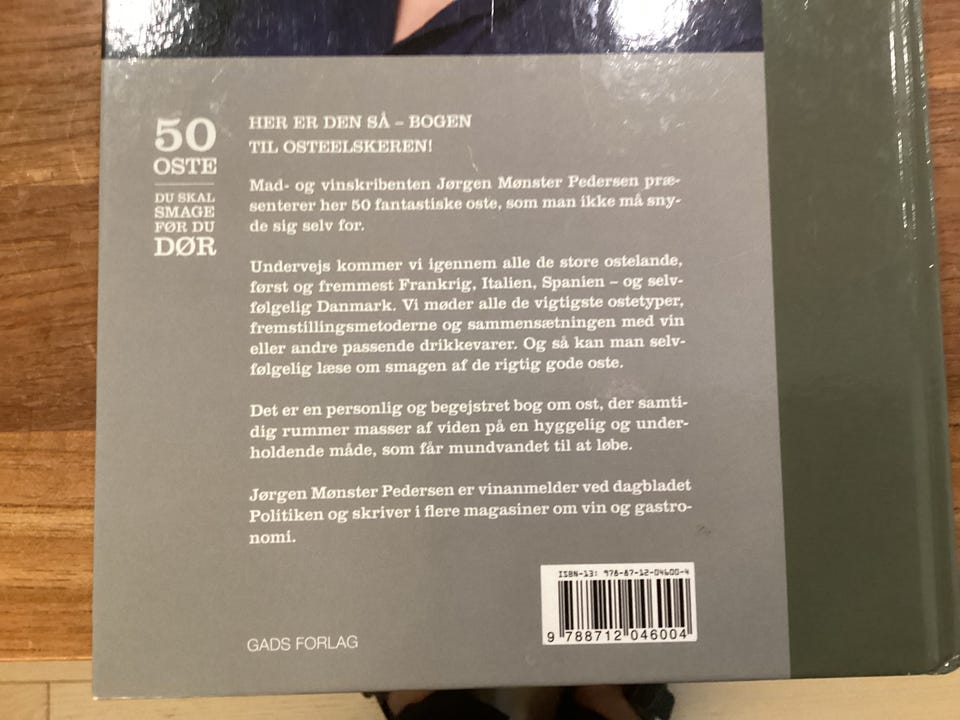 50
OSTE
DU SKAL
SMAGE
FØR DU
DØR
HER ER DEN SÅ – BOGEN
TIL OSTEELSKEREN!
Mad- og vinskribenten Jørgen Mønster Pedersen præ-
senterer her 50 fantastiske oste, som man ikke må sny-
de sig selv for.
Undervejs kommer vi igennem alle de store ostelande,
først og fremmest Frankrig, Italien, Spanien – og selv-
følgelig Danmark. Vi møder alle de vigtigste ostetyper,
fremstillingsmetoderne og sammensætningen med vin
eller andre passende drikkevarer. Og så kan man selv-
følgelig læse om smagen af de rigtig gode oste.
Det er en personlig og begejstret bog om ost, der samti-
dig rummer masser af viden på en hyggelig og under-
holdende måde, som får mundvandet til at løbe.
Jørgen Mønster Pedersen er vinanmelder ved dagbladet
Politiken og skriver i flere magasiner om vin og gastro-
nomi.
ISBN-13: 978-87-12-04600-4
9 788712 046004
GADS FORLAG